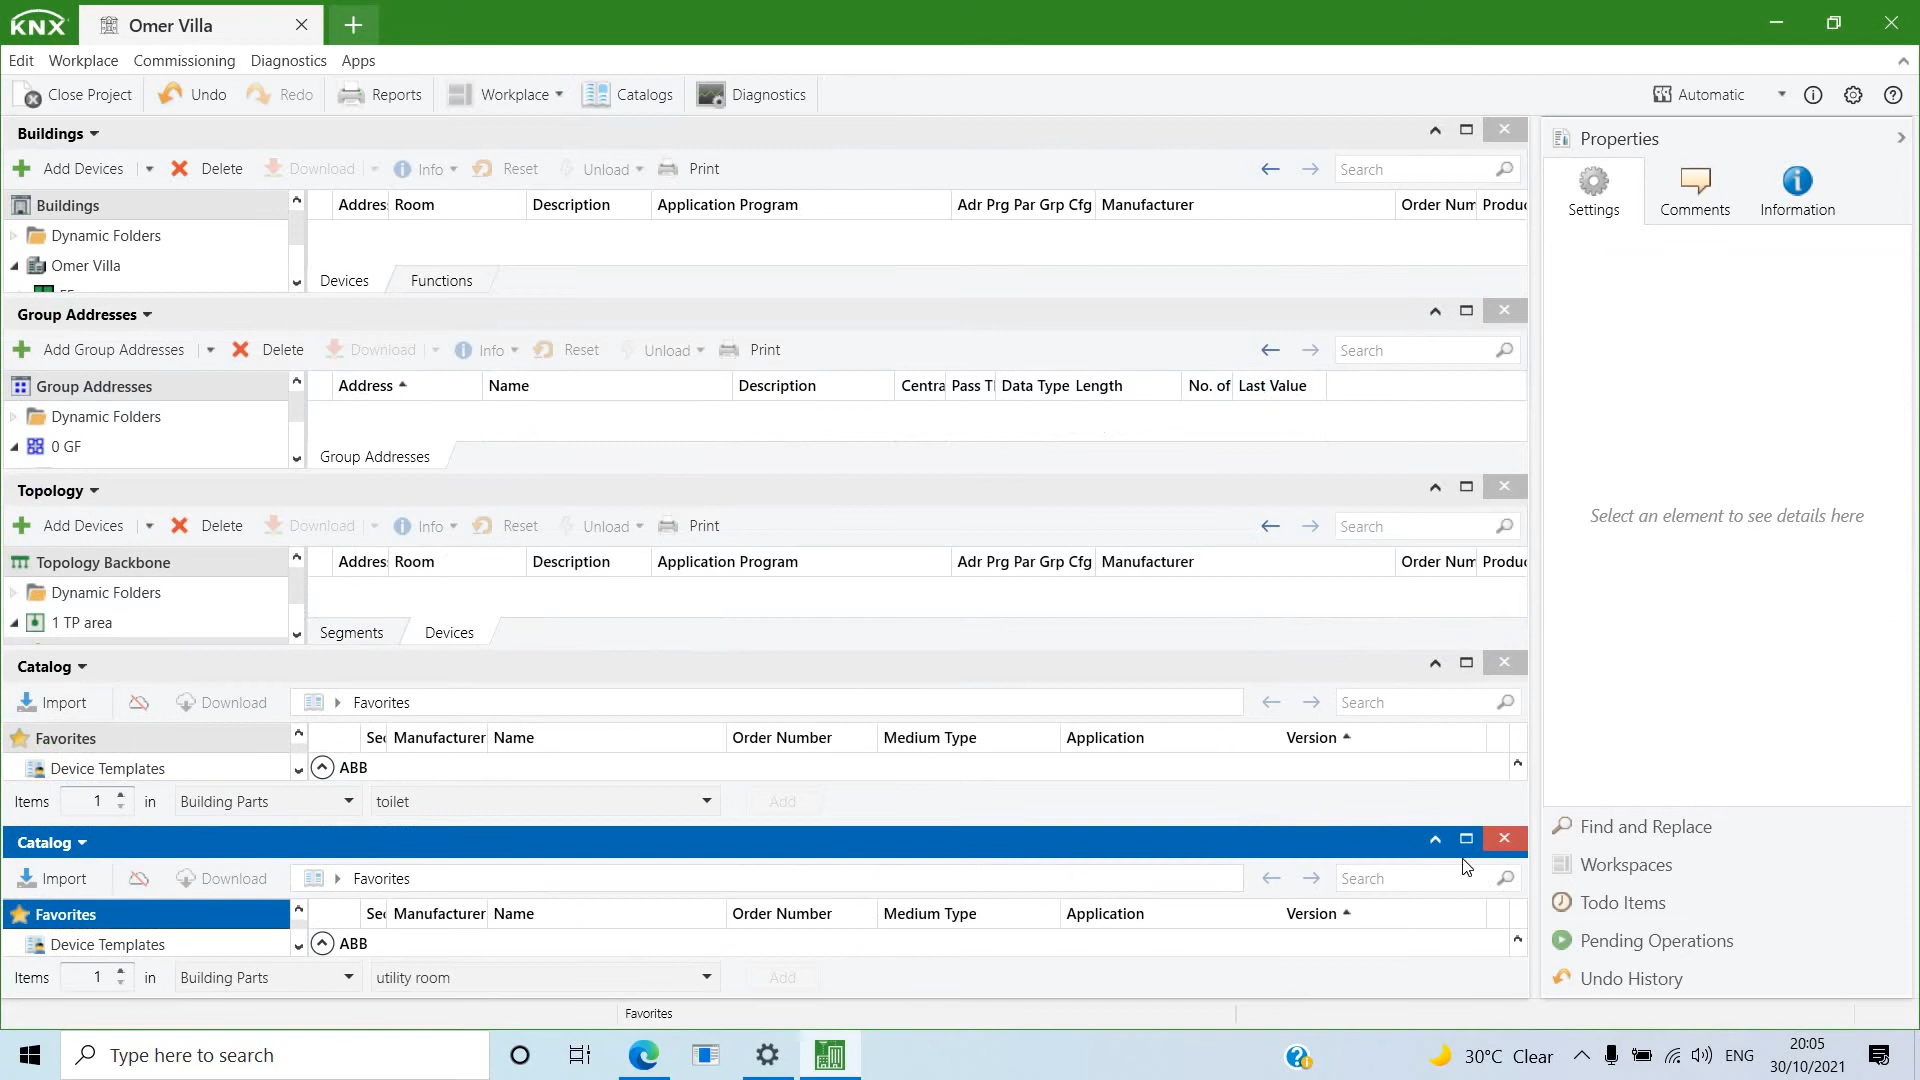 KNX Omer Villa
Edit Workplace Commissioning Diagnostics Apps
Close Project Undo Redo Reports Workplace Catalogs Diagnostics Automatic
Buildings
Add Devices Delete Download Info Reset Unload Print Search
Buildings
Dynamic Folders
Omer Villa
Addres Room Description Application Program Adr Prg Par Grp Cfg Manufacturer Order Num Produc
Devices Functions
Group Addresses
Add Group Addresses Delete Download Info Reset Unload Print Search
Group Addresses
Dynamic Folders
0 GF
Address Name Description Centra Pass T Data Type Length No. of Last Value
Group Addresses
Topology
Add Devices Delete Download Info Reset Unload Print Search
Topology Backbone
Dynamic Folders
1 TP area
Addres Room Description Application Program Adr Prg Par Grp Cfg Manufacturer Order Num Produc
Segments Devices
Catalog
Import Download Favorites Search
Favorites
Device Templates
Sec Manufacturer Name Order Number Medium Type Application Version
ABB
Items 1 in Building Parts toilet Add
Catalog
Import Download Favorites Search
Favorites
Device Templates
Sec Manufacturer Name Order Number Medium Type Application Version
ABB
Items 1 in Building Parts utility room Add
Favorites
Properties
Settings Comments Information
Select an element to see details here
Find and Replace
Workspaces
Todo Items
Pending Operations
Undo History
Type here to search
30°C Clear ENG
20:05
30/10/2021